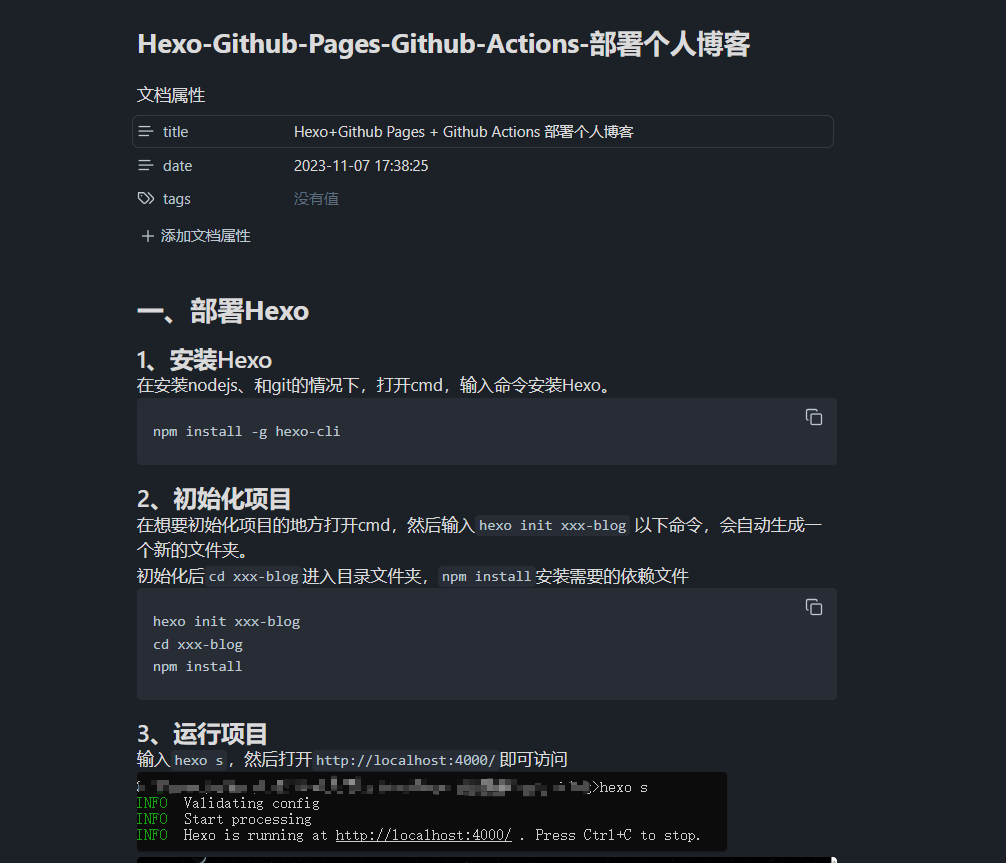 Hexo-Github-Pages-Github-Actions-部署个人博客
文档属性
title Hexo+Github Pages + Github Actions 部署个人博客
date 2023-11-07 17:38:25
tags 没有值
添加文档属性
一、部署Hexo
1、安装Hexo
在安装nodejs、和git的情况下，打开cmd，输入命令安装Hexo。
npm install -g hexo-cli
2、初始化项目
在想要初始化项目的地方打开cmd，然后输入 hexo init xxx-blog 以下命令，会自动生成一
个新的文件夹。
初始化后 cd xxx-blog 进入目录文件夹， npm install 安装需要的依赖文件
hexo init xxx-blog
cd xxx-blog
npm install
3、运行项目
输入 hexo s ，然后打开 http://localhost:4000/ 即可访问
>hexo s
INFO Validating config
INFO Start processing
INFO Hexo is running at http://localhost:4000/ . Press Ctrl+C to stop.